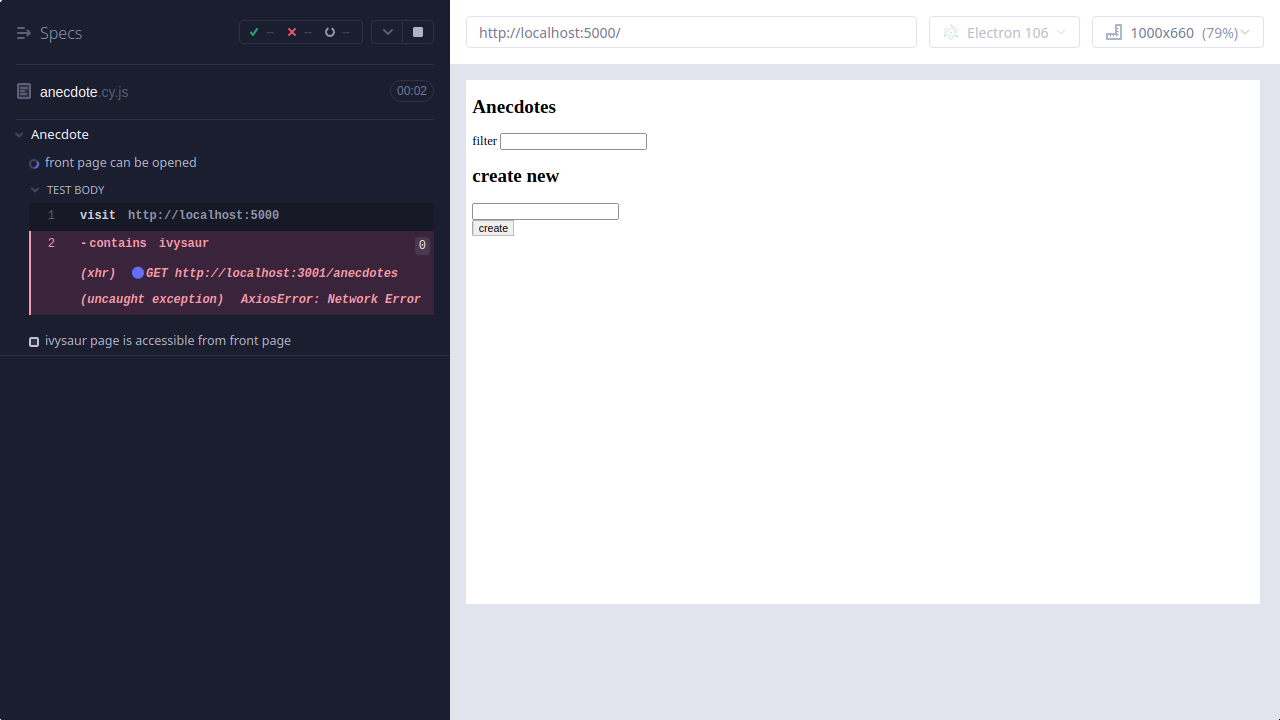 Specs
-- -- --
anecdote.cy.js
00:02
Anecdote
front page can be opened
TEST BODY
1 visit http://localhost:5000
2 -contains ivysaur 0
(xhr) GET http://localhost:3001/anecdotes
(uncaught exception) AxiosError: Network Error
ivysaur page is accessible from front page
http://localhost:5000/
Electron 106
1000x660 (79%)
Anecdotes
filter
create new
create